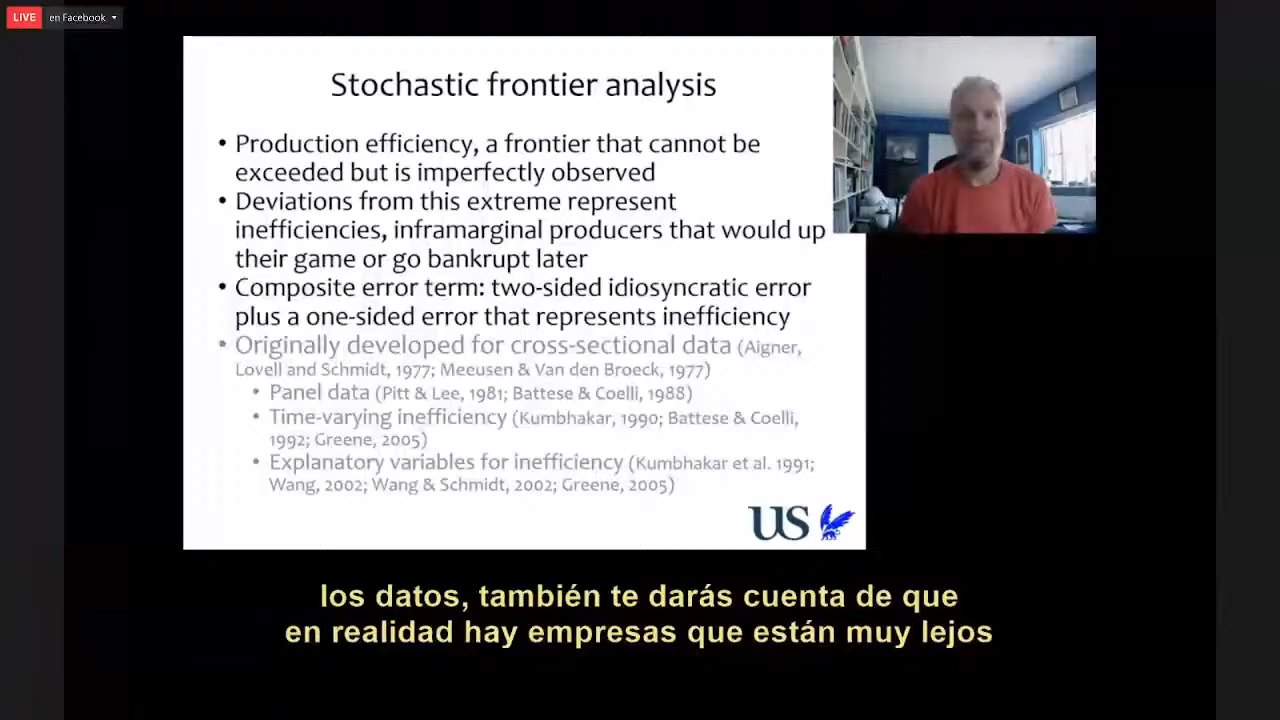 LIVE en Facebook
Stochastic frontier analysis
• Production efficiency, a frontier that cannot be
exceeded but is imperfectly observed
• Deviations from this extreme represent
inefficiencies, inframarginal producers that would up
their game or go bankrupt later
• Composite error term: two-sided idiosyncratic error
plus a one-sided error that represents inefficiency
• Originally developed for cross-sectional data (Aigner,
Lovell and Schmidt, 1977; Meeusen & Van den Broeck, 1977)
• Panel data (Pitt & Lee, 1981; Battese & Coelli, 1988)
• Time-varying inefficiency (Kumbhakar, 1990; Battese & Coelli,
1992; Greene, 2005)
• Explanatory variables for inefficiency (Kumbhakar et al. 1991;
Wang, 2002; Wang & Schmidt, 2002; Greene, 2005)
US
los datos, también te darás cuenta de que
en realidad hay empresas que están muy lejos